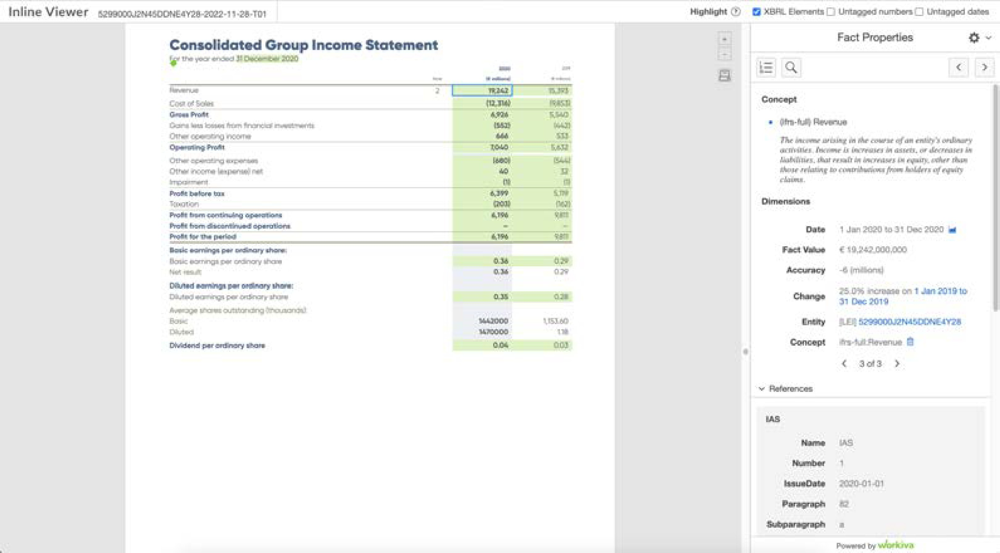 Inline Viewer 5299000J2N45DDNE4Y28-2022-11-28-T01 Highlight ? XBRL Elements Untagged numbers Untagged dates
Consolidated Group Income Statement
For the year ended 31 December 2020
2020
(€ millions)
Revenue 2 19,242 15,393
Cost of Sales (12,316) (9,853)
Gross Profit 6,926 5,540
Gains less losses from financial investments (552) (442)
Other operating income 666 533
Operating Profit 7,040 5,632
Other operating expenses (680) (544)
Other income (expense) net 40 32
Impairment (1) (1)
Profit before tax 6,399 5,119
Taxation (203) (162)
Profit from continuing operations 6,196
Profit from discontinued operations – –
Profit for the period 6,196
Basic earnings per ordinary share:
Basic earnings per ordinary share 0.36 0.29
Net result 0.36 0.29
Diluted earnings per ordinary share:
Diluted earnings per ordinary share 0.35 0.28
Average shares outstanding (thousands)
Basic 1442000 1,153.60
Diluted 1470000 1.18
Dividend per ordinary share 0.04 0.03
Fact Properties
Concept
• (ifrs-full) Revenue
The income arising in the course of an entity's ordinary
activities. Income is increases in assets, or decreases in
liabilities, that result in increases in equity, other than
those relating to contributions from holders of equity
claims.
Dimensions
Date 1 Jan 2020 to 31 Dec 2020
Fact Value € 19,242,000,000
Accuracy -6 (millions)
Change 25.0% increase on 1 Jan 2019 to
31 Dec 2019
Entity [LEI] 5299000J2N45DDNE4Y28
Concept ifrs-full:Revenue
3 of 3
References
IAS
Name IAS
Number 1
IssueDate 2020-01-01
Paragraph 82
Subparagraph a
Powered by workiva